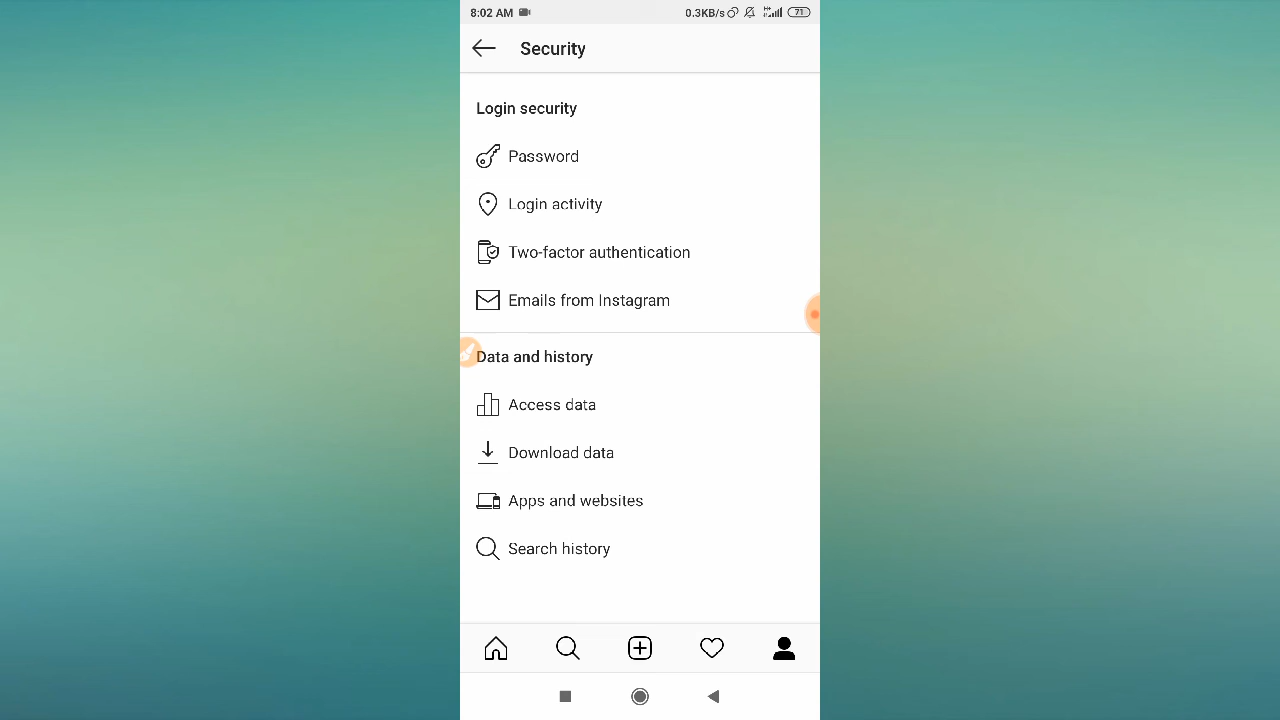 8:02 AM 0.3KB/s 71
Security
Login security
Password
Login activity
Two-factor authentication
Emails from Instagram
Data and history
Access data
Download data
Apps and websites
Search history